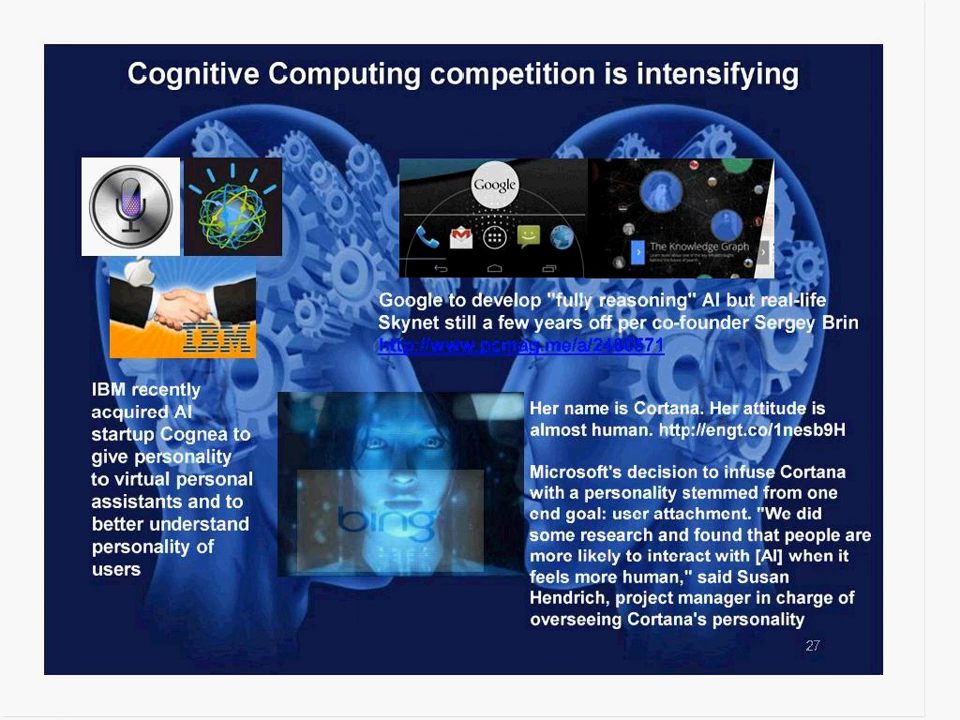 Cognitive Computing competition is intensifying
Google
The Knowledge Graph
IBM
Google to develop "fully reasoning" AI but real-life
Skynet still a few years off per co-founder Sergey Brin
http://www.pcmag.me/a/2486571
IBM recently
acquired AI
startup Cognea to
give personality
to virtual personal
assistants and to
better understand
personality of
users
bing
Her name is Cortana. Her attitude is
almost human. http://engt.co/1nesb9H
Microsoft's decision to infuse Cortana
with a personality stemmed from one
end goal: user attachment. "We did
some research and found that people are
more likely to interact with [AI] when it
feels more human," said Susan
Hendrich, project manager in charge of
overseeing Cortana's personality
27